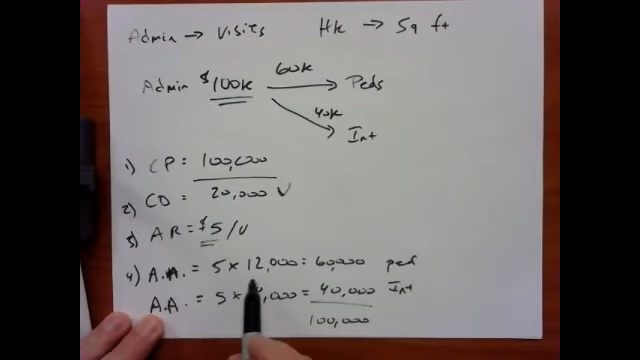 Admin → Visits Hk → Sq ft
60k
Admin $100k → Peds
40k
Int
1) CP = 100,000
2) CD = 20,000 V
3) AR = $5/V
4) A.A. = 5 × 12,000 = 60,000 ped
A.A. = 5 × ,000 = 40,000 Int
100,000